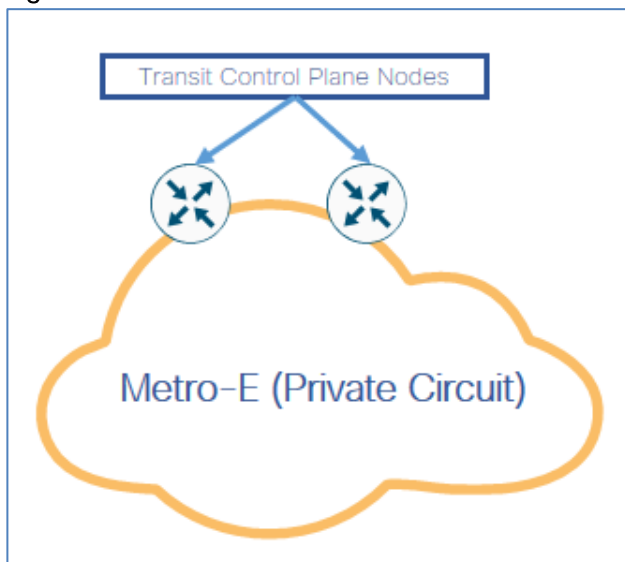 Transit Control Plane Nodes
Metro-E (Private Circuit)